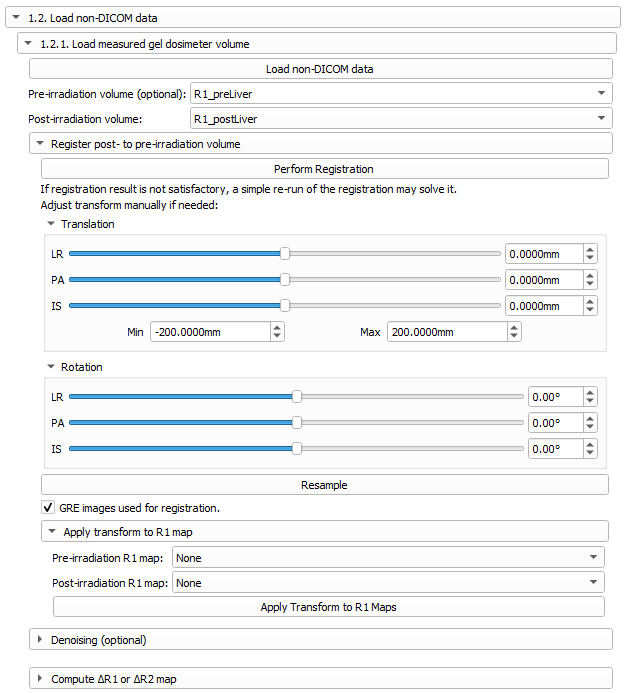 1.2. Load non-DICOM data
1.2.1. Load measured gel dosimeter volume
Load non-DICOM data
Pre-irradiation volume (optional): R1_preLiver
Post-irradiation volume: R1_postLiver
Register post- to pre-irradiation volume
Perform Registration
If registration result is not satisfactory, a simple re-run of the registration may solve it.
Adjust transform manually if needed:
Translation
LR 0.0000mm
PA 0.0000mm
IS 0.0000mm
Min -200.0000mm Max 200.0000mm
Rotation
LR 0.00°
PA 0.00°
IS 0.00°
Resample
GRE images used for registration.
Apply transform to R1 map
Pre-irradiation R1 map: None
Post-irradiation R1 map: None
Apply Transform to R1 Maps
Denoising (optional)
Compute ΔR1 or ΔR2 map